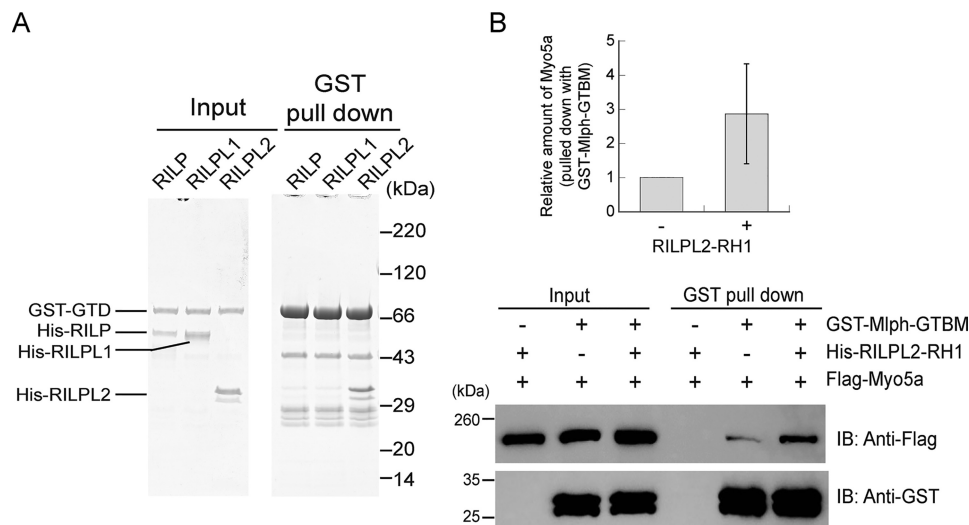 A
Input
GST
pull down
RILP
RILPL1
RILPL2
RILP
RILPL1
RILPL2
(kDa)
220
120
GST-GTD
66
His-RILP
His-RILPL1
43
His-RILPL2
29
20
14
B
Relative amount of Myo5a
(pulled down with
GST-Mlph-GTBM)
5
4
3
2
1
0
- +
RILPL2-RH1
Input GST pull down
- + + - + + GST-Mlph-GTBM
+ - + + - + His-RILPL2-RH1
+ + + + + + Flag-Myo5a
(kDa)
260
IB: Anti-Flag
35
IB: Anti-GST
25